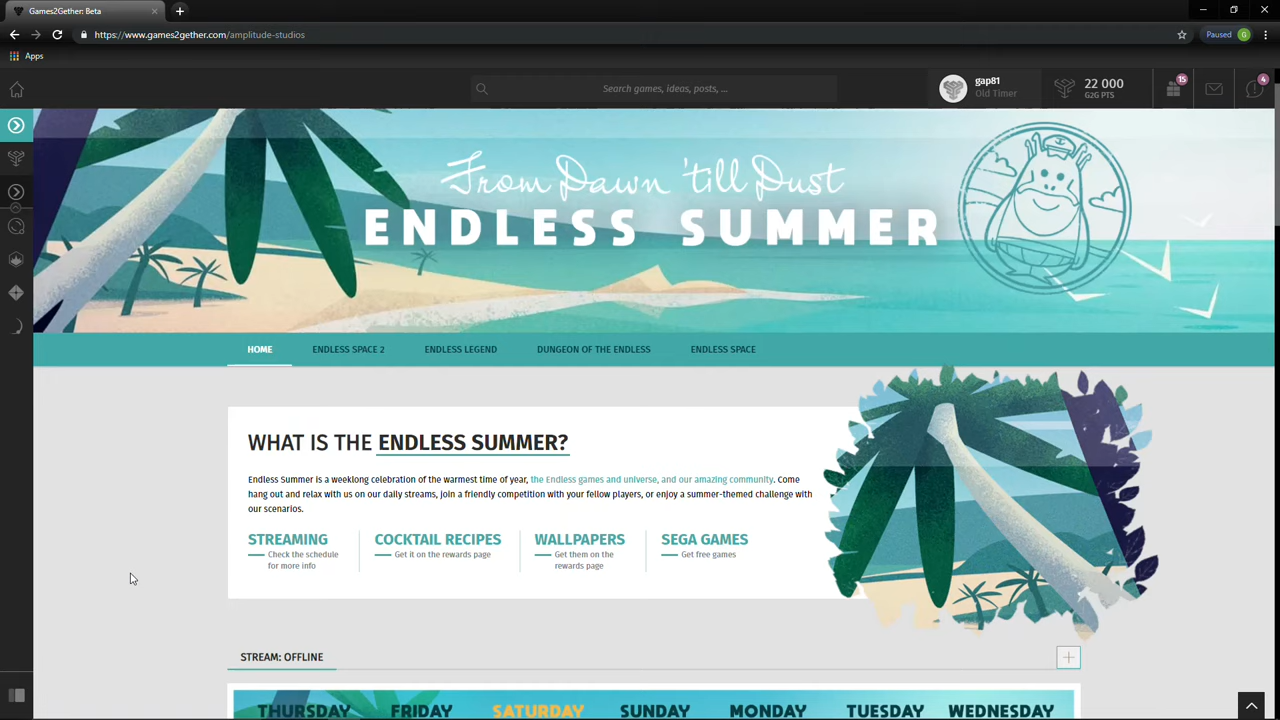 Games2Gether: Beta
https://www.games2gether.com/amplitude-studios
Paused
G
Apps
Search games, ideas, posts, ...
gap81
Old Timer
22 000
G2G PTS
15
4
From Dawn 'till Dust
ENDLESS SUMMER
HOME
ENDLESS SPACE 2
ENDLESS LEGEND
DUNGEON OF THE ENDLESS
ENDLESS SPACE
WHAT IS THE ENDLESS SUMMER?
Endless Summer is a weeklong celebration of the warmest time of year, the Endless games and universe, and our amazing community. Come
hang out and relax with us on our daily streams, join a friendly competition with your fellow players, or enjoy a summer-themed challenge with
our scenarios.
STREAMING
Check the schedule
for more info
COCKTAIL RECIPES
Get it on the rewards page
WALLPAPERS
Get them on the
rewards page
SEGA GAMES
Get free games
STREAM: OFFLINE
THURSDAY FRIDAY SATURDAY SUNDAY MONDAY TUESDAY WEDNESDAY